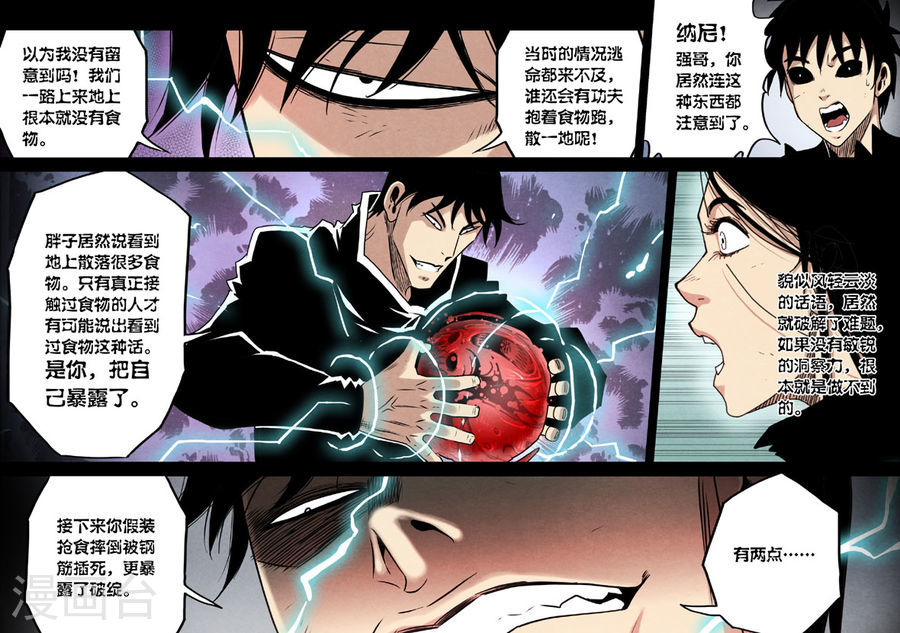 以为我没有留
意到吗！我们
一路上来地上
根本就没有食
物。
当时的情况逃
命都来不及，
谁还会有功夫
抱着食物跑，
散一地呢！
纳尼！
强哥，你
居然连这
种东西都
注意到了。
胖子居然说看到
地上散落很多食
物。只有真正接
触过食物的人才
有可能说出看到
过食物这种话。
是你，把自
己暴露了。
貌似风轻云淡
的话语，居然
就破解了难题，
如果没有敏锐
的洞察力，根
本就是做不到
的。
接下来你假装
抢食摔倒被钢
筋插死，更暴
露了破绽。
有两点……
漫画台